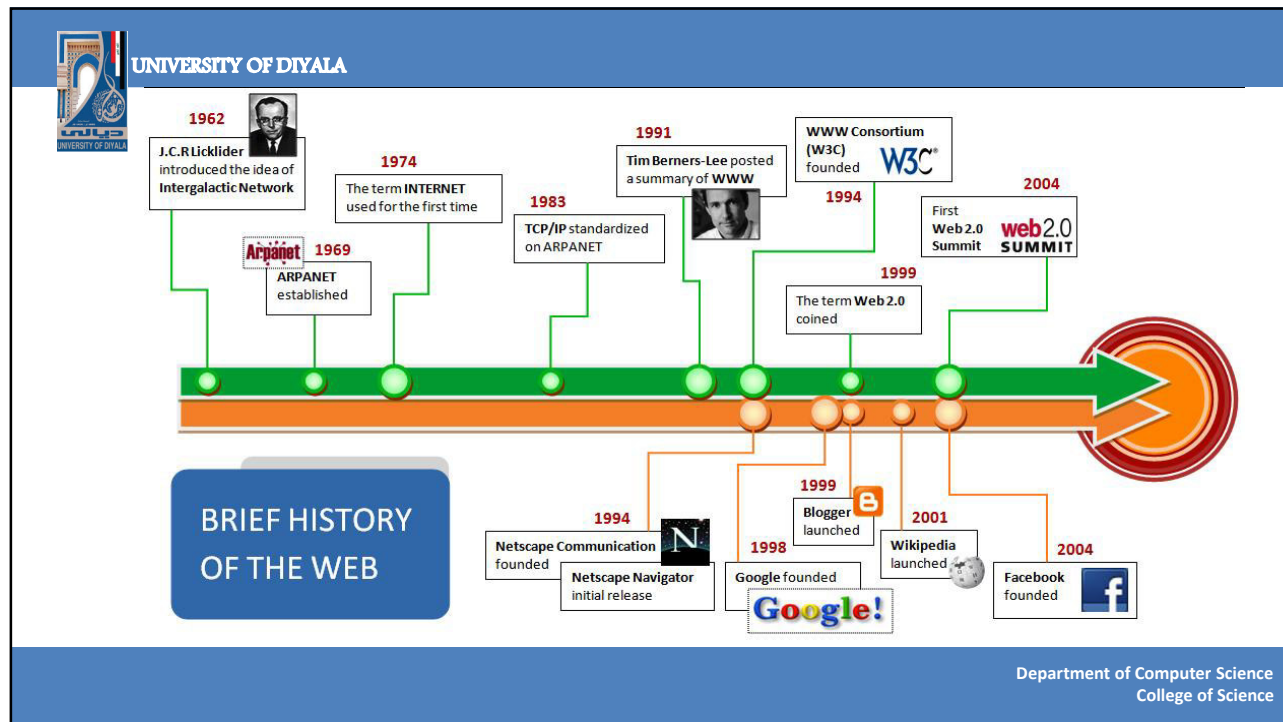 UNIVERSITY OF DIYALA
ديالى
UNIVERSITY OF DIYALA
1962
J.C.R Licklider
introduced the idea of
Intergalactic Network
Arpanet
1969
ARPANET
established
1974
The term INTERNET
used for the first time
1983
TCP/IP standardized
on ARPANET
1991
Tim Berners-Lee posted
a summary of WWW
WWW Consortium
(W3C)
founded
W3C®
1994
1999
The term Web 2.0
coined
2004
First
Web 2.0
Summit
web2.0
SUMMIT
BRIEF HISTORY
OF THE WEB
1994
Netscape Communication
founded
N
Netscape Navigator
initial release
1998
Google founded
Google!
1999
Blogger
launched
2001
Wikipedia
launched
2004
Facebook
founded
f
Department of Computer Science
College of Science